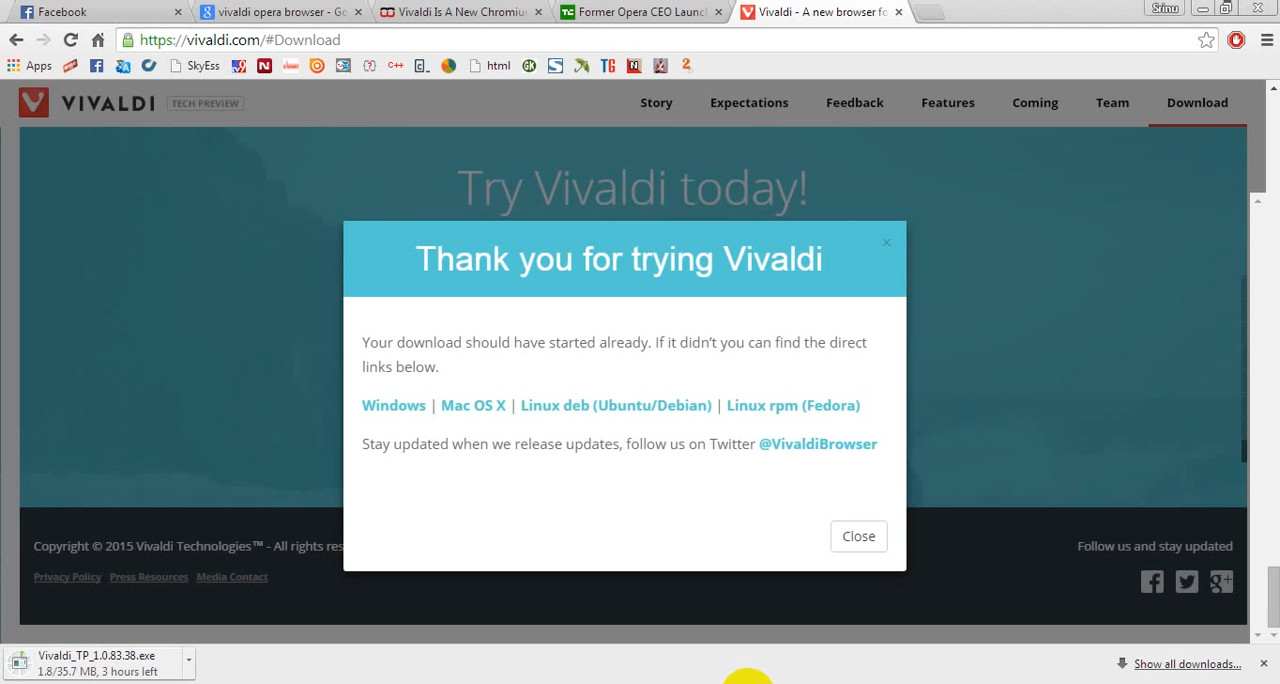 Facebook
vivaldi opera browser - Go
Vivaldi Is A New Chromiu
Former Opera CEO Launc
Vivaldi - A new browser fo
Srinu
https://vivaldi.com/#Download
Apps
SkyEss
C++
html
GK
TG
VIVALDI
TECH PREVIEW
Story
Expectations
Feedback
Features
Coming
Team
Download
Try Vivaldi today!
Thank you for trying Vivaldi
Your download should have started already. If it didn't you can find the direct
links below.
Windows | Mac OS X | Linux deb (Ubuntu/Debian) | Linux rpm (Fedora)
Stay updated when we release updates, follow us on Twitter @VivaldiBrowser
Close
Copyright © 2015 Vivaldi Technologies™ - All rights res
Follow us and stay updated
Privacy Policy
Press Resources
Media Contact
Vivaldi_TP_1.0.83.38.exe
1.8/35.7 MB, 3 hours left
Show all downloads...